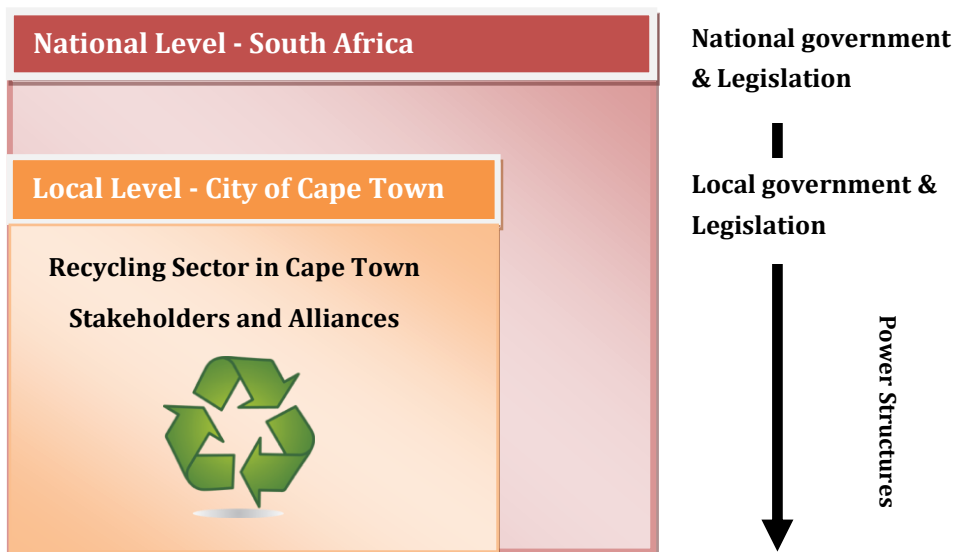 National Level - South Africa
National government
& Legislation
Local Level - City of Cape Town
Local government &
Legislation
Recycling Sector in Cape Town
Stakeholders and Alliances
Power Structures